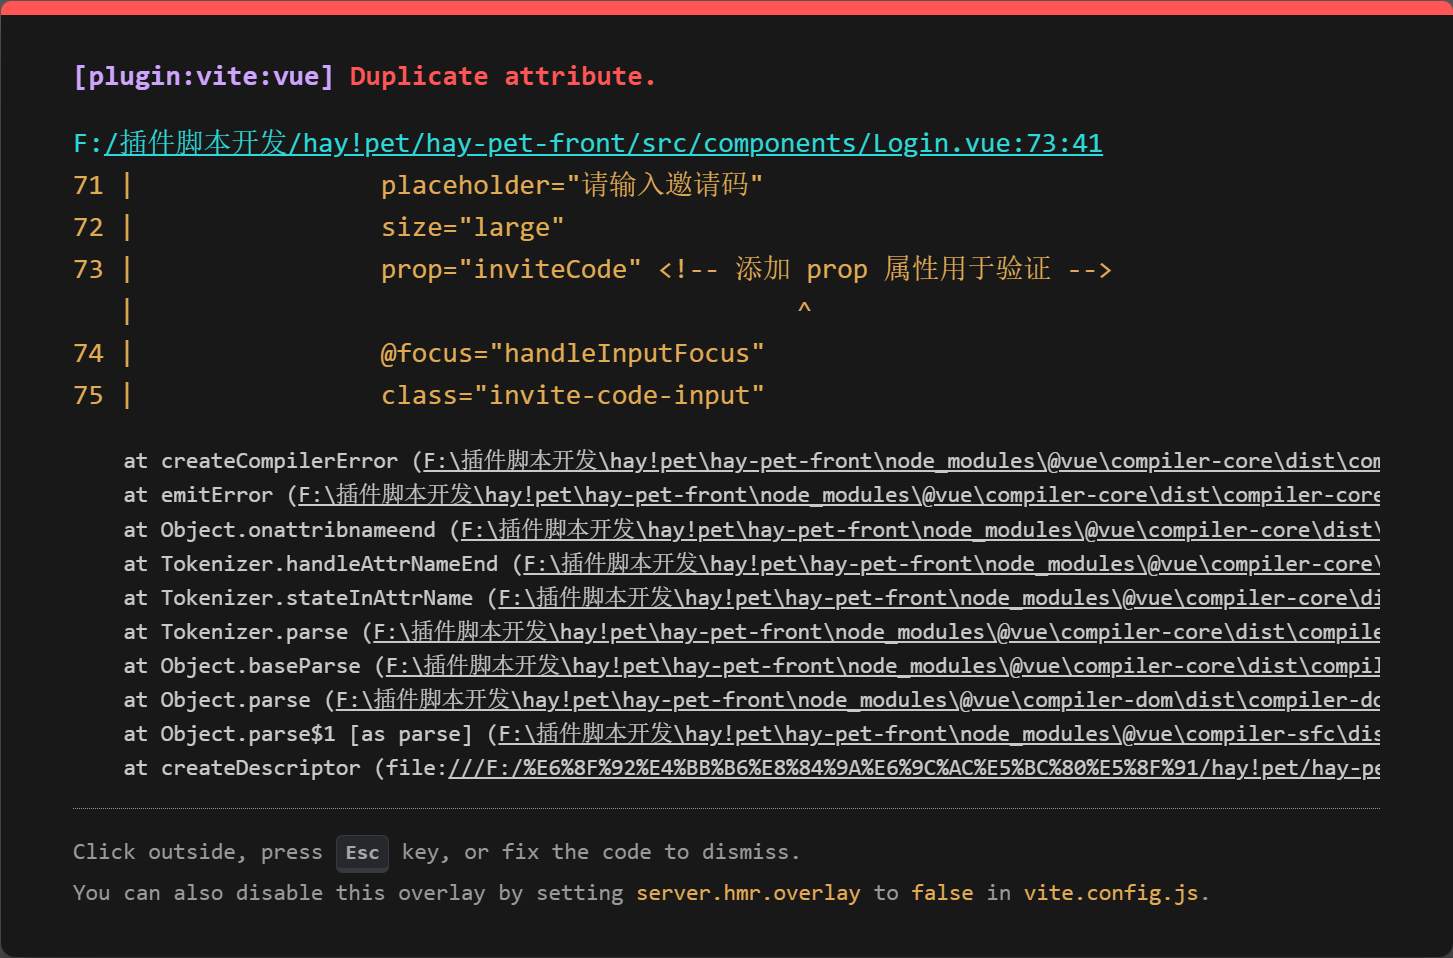 [plugin:vite:vue] Duplicate attribute.
F:/插件脚本开发/hay!pet/hay-pet-front/src/components/Login.vue:73:41
71 |                placeholder="请输入邀请码"
72 |                size="large"
73 |                prop="inviteCode" <!-- 添加 prop 属性用于验证 -->
   |                                           ^
74 |                @focus="handleInputFocus"
75 |                class="invite-code-input"
at createCompilerError (F:\插件脚本开发\hay!pet\hay-pet-front\node_modules\@vue\compiler-core\dist\com
at emitError (F:\插件脚本开发\hay!pet\hay-pet-front\node_modules\@vue\compiler-core\dist\compiler-core
at Object.onattribnameend (F:\插件脚本开发\hay!pet\hay-pet-front\node_modules\@vue\compiler-core\dist\
at Tokenizer.handleAttrNameEnd (F:\插件脚本开发\hay!pet\hay-pet-front\node_modules\@vue\compiler-core\
at Tokenizer.stateInAttrName (F:\插件脚本开发\hay!pet\hay-pet-front\node_modules\@vue\compiler-core\di
at Tokenizer.parse (F:\插件脚本开发\hay!pet\hay-pet-front\node_modules\@vue\compiler-core\dist\compile
at Object.baseParse (F:\插件脚本开发\hay!pet\hay-pet-front\node_modules\@vue\compiler-core\dist\compil
at Object.parse (F:\插件脚本开发\hay!pet\hay-pet-front\node_modules\@vue\compiler-dom\dist\compiler-do
at Object.parse$1 [as parse] (F:\插件脚本开发\hay!pet\hay-pet-front\node_modules\@vue\compiler-sfc\dis
at createDescriptor (file:///F:/%E6%8F%92%E4%BB%B6%E8%84%9A%E6%9C%AC%E5%BC%80%E5%8F%91/hay!pet/hay-pe
Click outside, press Esc key, or fix the code to dismiss.
You can also disable this overlay by setting server.hmr.overlay to false in vite.config.js.